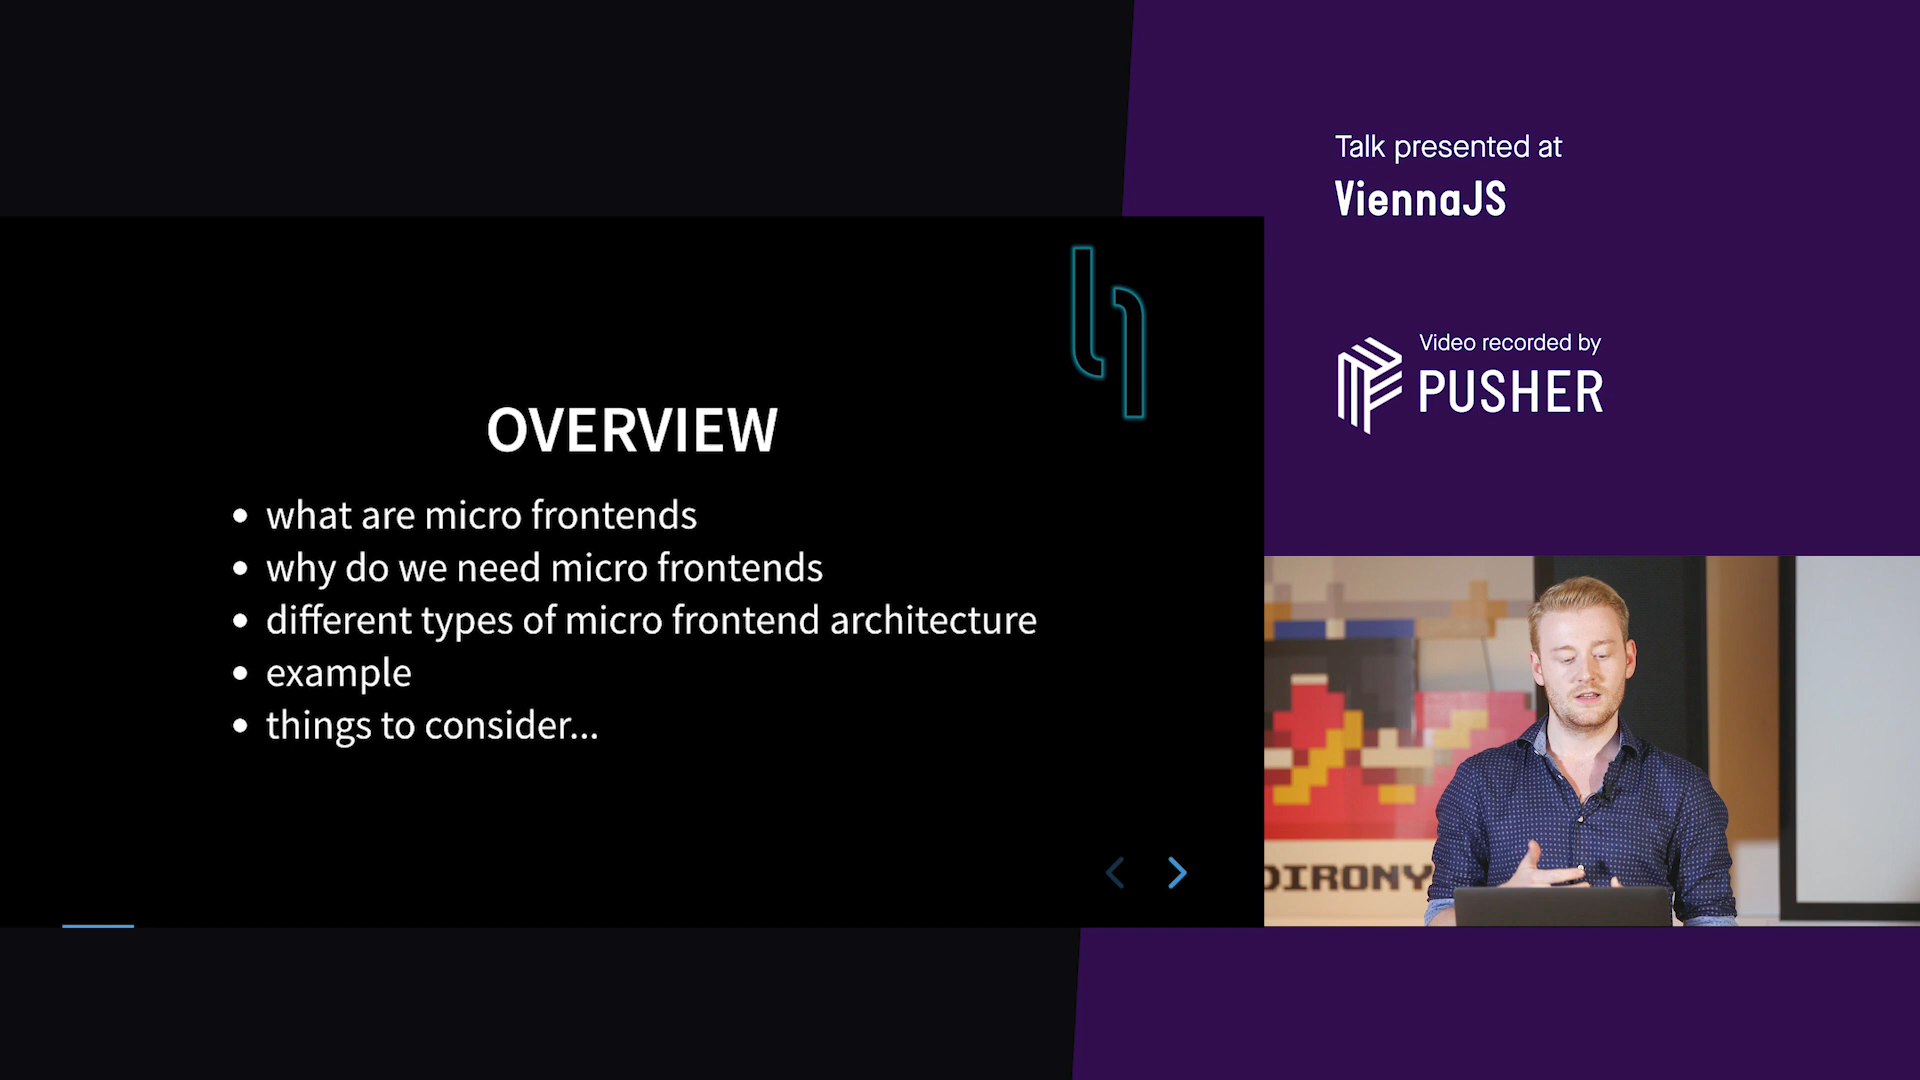 Talk presented at
ViennaJS
Video recorded by
PUSHER
OVERVIEW
• what are micro frontends
• why do we need micro frontends
• different types of micro frontend architecture
• example
• things to consider...
DIRONY